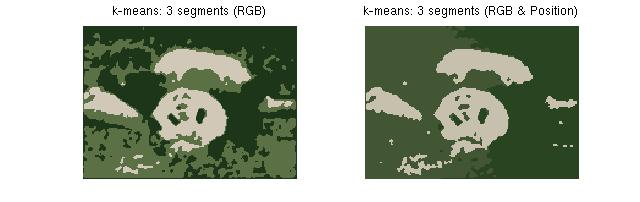 k-means: 3 segments (RGB)
k-means: 3 segments (RGB & Position)